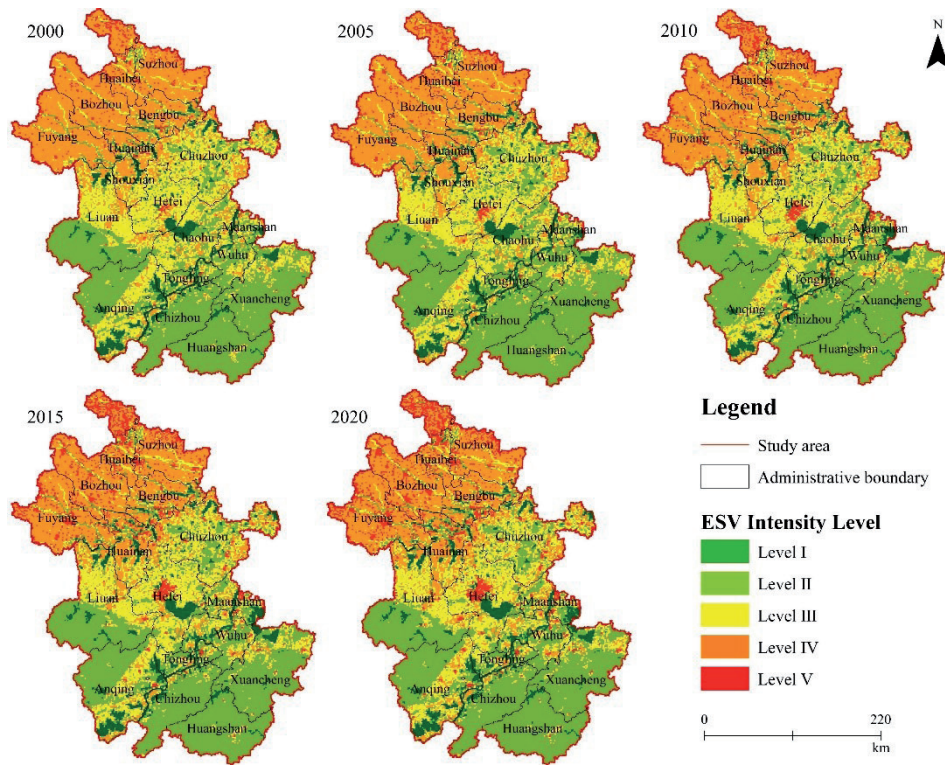 2000
Suzhou
Huaibei
Bozhou
Bengbu
Fuyang
Huainan
Chuzhou
Shouxian
Hefei
Liuan
Chaohu
Maanshan
Wuhu
Tongling
Xuancheng
Anqing
Chizhou
Huangshan
2005
Suzhou
Huaibei
Bozhou
Bengbu
Fuyang
Huainan
Chuzhou
Shouxian
Hefei
Liuan
Chaohu
Maanshan
Wuhu
Tongling
Xuancheng
Anqing
Chizhou
Huangshan
2010
Suzhou
Huaibei
Bozhou
Bengbu
Fuyang
Huainan
Chuzhou
Shouxian
Hefei
Liuan
Chaohu
Maanshan
Wuhu
Tongling
Xuancheng
Anqing
Chizhou
Huangshan
N
2015
Suzhou
Huaibei
Bozhou
Bengbu
Fuyang
Huainan
Chuzhou
Liuan
Hefei
Maanshan
Wuhu
Tongling
Xuancheng
Anqing
Chizhou
Huangshan
2020
Suzhou
Huaibei
Bozhou
Bengbu
Fuyang
Huainan
Chuzhou
Liuan
Hefei
Maanshan
Wuhu
Tongling
Xuancheng
Anqing
Chizhou
Huangshan
Legend
Study area
Administrative boundary
ESV Intensity Level
Level I
Level II
Level III
Level IV
Level V
0 220
km